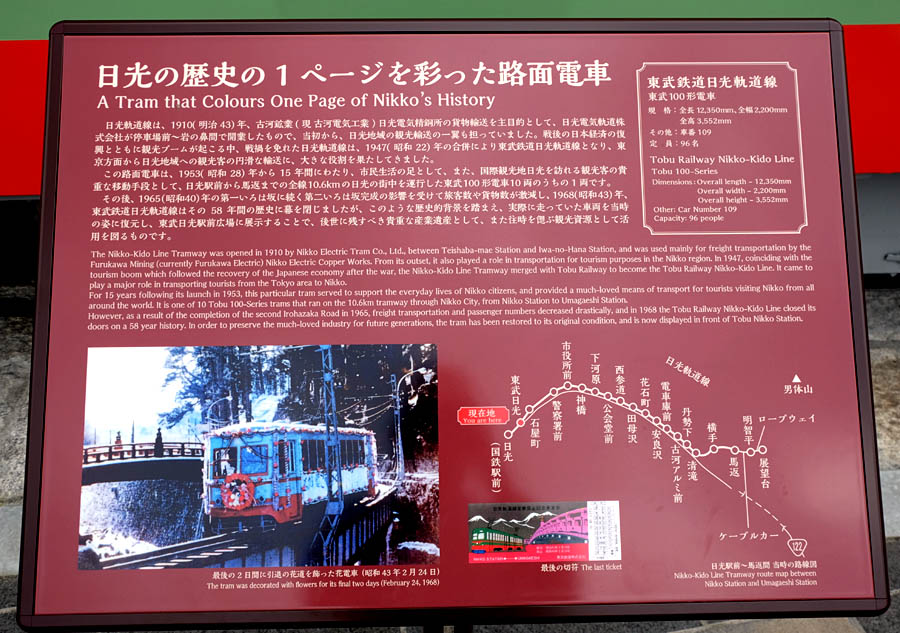 日光の歴史の1ページを彩った路面電車
A Tram that Colours One Page of Nikko's History
日光軌道線は、1910(明治43)年、古河鉱業(現 古河電気工業)日光電気精銅所の貨物輸送を主目的として、日光電気軌道株
式会社が停車場前〜岩の鼻間で開業したもので、当初から、日光地域の観光輸送の一翼も担っていました。戦後の日本経済の復
興とともに観光ブームが起こる中、戦禍を免れた日光軌道線は、1947(昭和22)年の合併により東武鉄道日光軌道線となり、東
京方面から日光地域への観光客の円滑な輸送に、大きな役割を果たしてきました。
この路面電車は、1953(昭和28)年から15年間にわたり、市民生活の足として、また、国際観光地日光を訪れる観光客の貴
重な移動手段として、日光駅前から馬返までの全線10.6kmの日光の街中を運行した東武100形電車10両のうちの1両です。
その後、1965(昭和40)年の第一いろは坂に続く第二いろは坂完成の影響を受けて旅客数や貨物数が激減し、1968(昭和43)年、
東武鉄道日光軌道線はその58年間の歴史に幕を閉じましたが、このような歴史的背景を踏まえ、実際に走っていた車両を当時
の姿に復元し、東武日光駅前広場に展示することで、後世に残すべき貴重な産業遺産として、また往時を偲ぶ観光資源として活
用を図るものです。
The Nikko-Kido Line Tramway was opened in 1910 by Nikko Electric Tram Co., Ltd., between Teishaba-mae Station and Iwa-no-Hana Station, and was used mainly for freight transportation by the
Furukawa Mining (currently Furukawa Electric) Nikko Electric Copper Works. From its outset, it also played a role in transportation for tourism purposes in the Nikko region. In 1947, coinciding with the
tourism boom which followed the recovery of the Japanese economy after the war, the Nikko-Kido Line Tramway merged with Tobu Railway to become the Tobu Railway Nikko-Kido Line. It came to
play a major role in transporting tourists from the Tokyo area to Nikko.
For 15 years following its launch in 1953, this particular tram served to support the everyday lives of Nikko citizens, and provided a much-loved means of transport for tourists visiting Nikko from all
around the world. It is one of 10 Tobu 100-Series trams that ran on the 10.6km tramway through Nikko City, from Nikko Station to Umagaeshi Station.
However, as a result of the completion of the second Irohazaka Road in 1965, freight transportation and passenger numbers decreased drastically, and in 1968 the Tobu Railway Nikko-Kido Line closed its
doors on a 58 year history. In order to preserve the much-loved industry for future generations, the tram has been restored to its original condition, and is now displayed in front of Tobu Nikko Station.
東武鉄道日光軌道線
東武100形電車
規 格:全長12,350mm、全幅2,200mm
全高3,552mm
その他:車番109
定 員:96名
Tobu Railway Nikko-Kido Line
Tobu 100-Series
Dimensions: Overall length - 12,350mm
Overall width - 2,200mm
Overall Height - 3,552mm
Other: Car Number 109
Capacity: 96 people
最後の2日間に引退の花道を飾った花電車(昭和43年2月24日)
The tram was decorated with flowers for its final two days (February 24, 1968)
現在地
You are here
日光
(国鉄駅前)
東武日光
石屋町
警察署前
市役所前
神橋
下河原
公会堂前
西参道
田母沢
花石町
安良沢
電車庫前
古河アルミ前
丹勢下
清滝
横手
馬返
明智平
展望台
ロープウェイ
ケーブルカー
日光軌道線
男体山
122
最後の切符 The last ticket
日光駅前〜馬返間 当時の路線図
Nikko-Kido Line Tramway route map between
Nikko Station and Umagaeshi Station